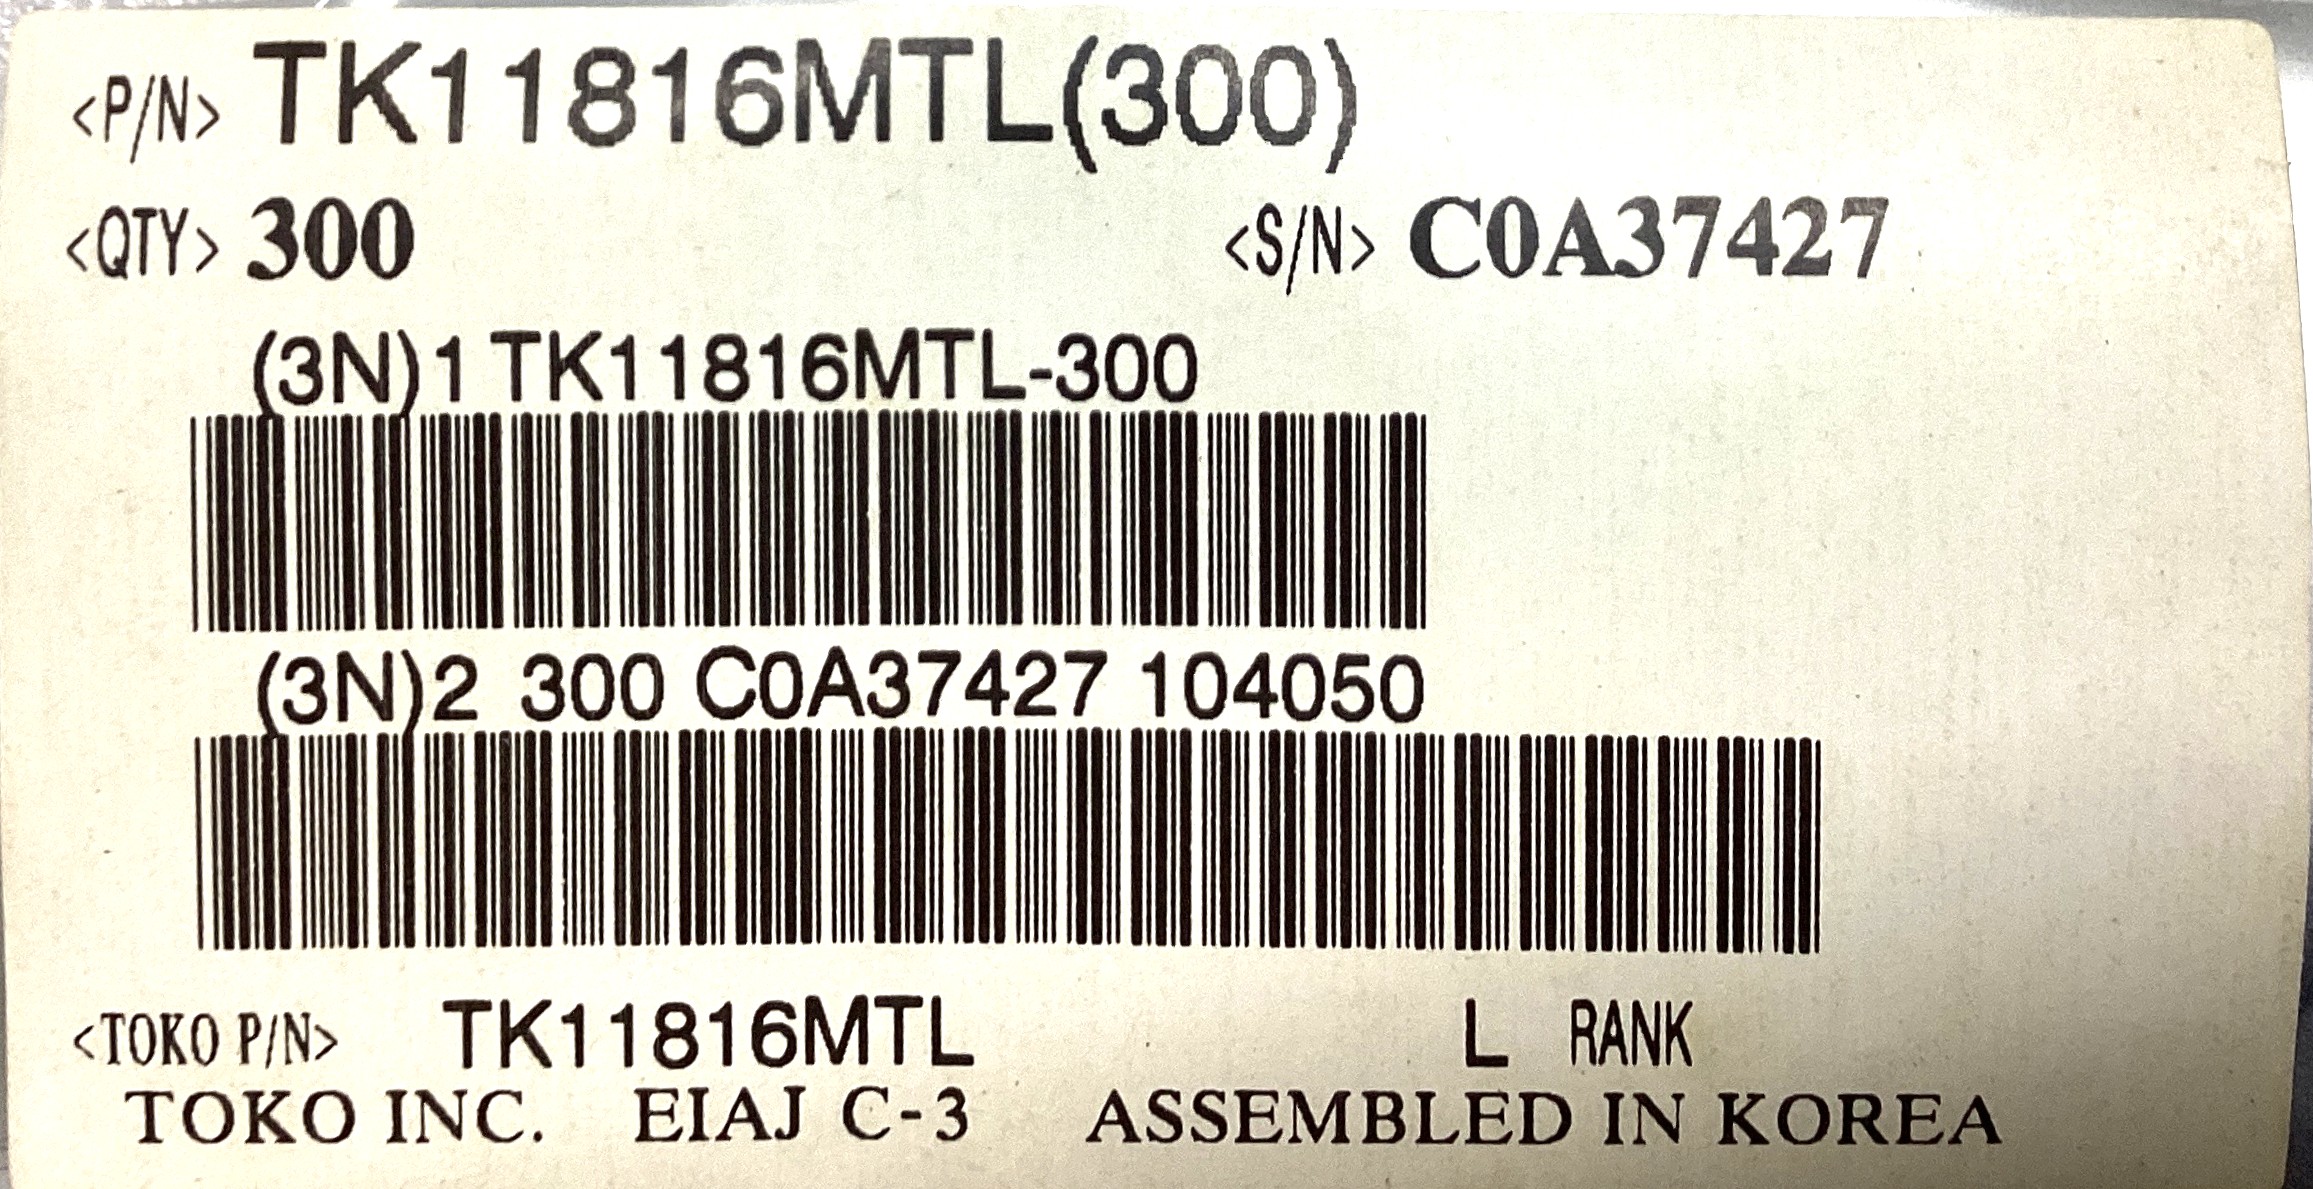 <P/N> TK11816MTL(300)
<QTY> 300 <S/N> C0A37427
(3N)1 TK11816MTL-300
(3N)2 300 C0A37427 104050
<TOKO P/N> TK11816MTL L RANK
TOKO INC. EIAJ C-3 ASSEMBLED IN KOREA